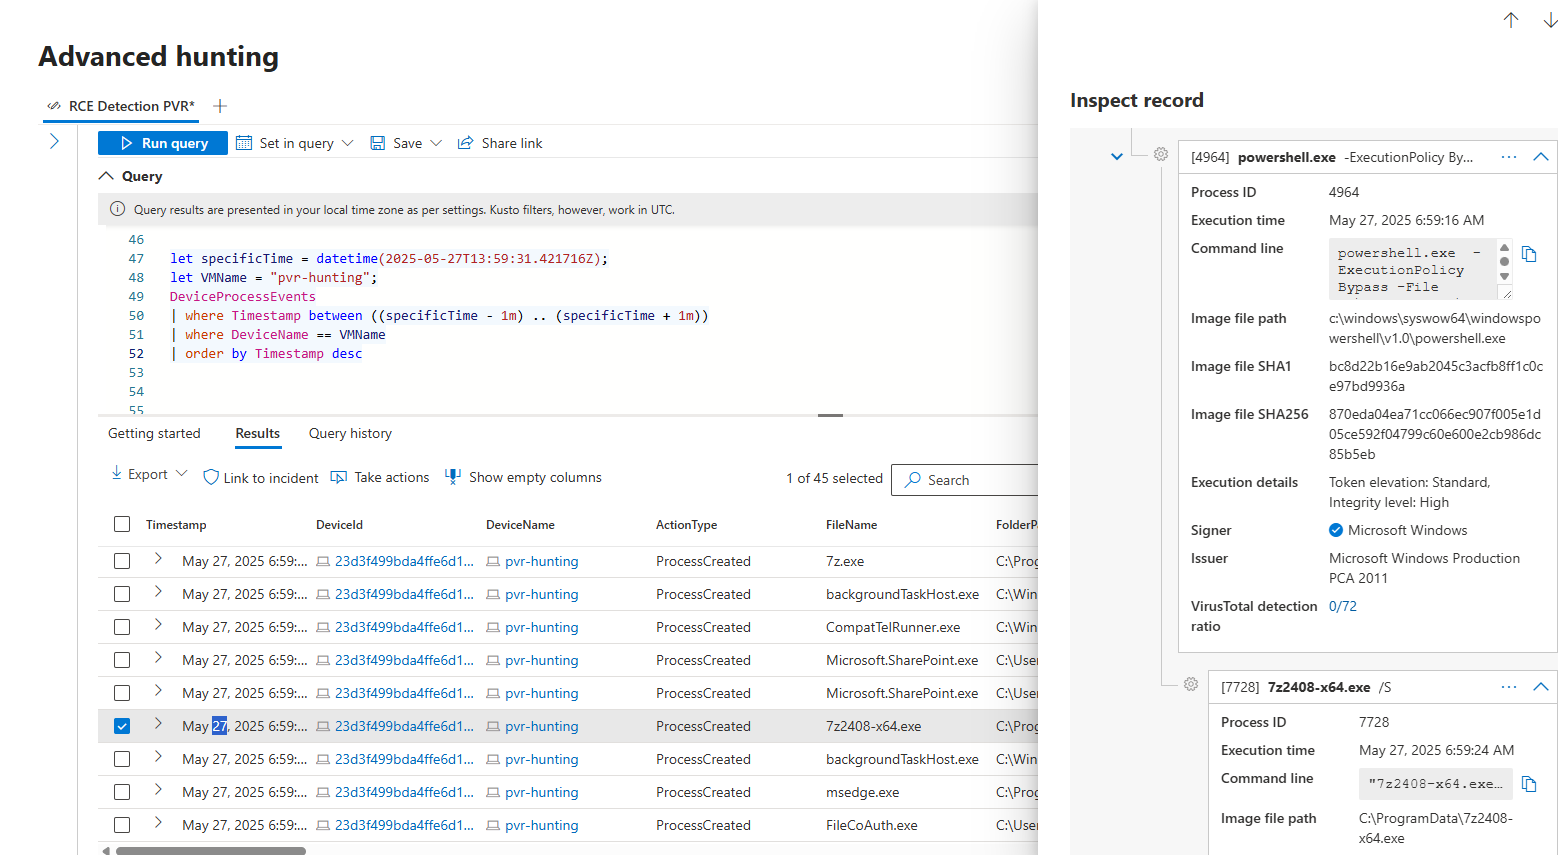 Advanced hunting
RCE Detection PVR*
Run query
Set in query
Save
Share link
Query
Query results are presented in your local time zone as per settings. Kusto filters, however, work in UTC.
46
47 let specificTime = datetime(2025-05-27T13:59:31.421716Z);
48 let VMName = "pvr-hunting";
49 DeviceProcessEvents
50 | where Timestamp between ((specificTime - 1m) .. (specificTime + 1m))
51 | where DeviceName == VMName
52 | order by Timestamp desc
53
54
55
Getting started Results Query history
Export Link to incident Take actions Show empty columns 1 of 45 selected Search
Timestamp DeviceId DeviceName ActionType FileName FolderP
May 27, 2025 6:59:... 23d3f499bda4ffe6d1... pvr-hunting ProcessCreated 7z.exe C:\Prog
May 27, 2025 6:59:... 23d3f499bda4ffe6d1... pvr-hunting ProcessCreated backgroundTaskHost.exe C:\Win
May 27, 2025 6:59:... 23d3f499bda4ffe6d1... pvr-hunting ProcessCreated CompatTelRunner.exe C:\Win
May 27, 2025 6:59:... 23d3f499bda4ffe6d1... pvr-hunting ProcessCreated Microsoft.SharePoint.exe C:\User
May 27, 2025 6:59:... 23d3f499bda4ffe6d1... pvr-hunting ProcessCreated Microsoft.SharePoint.exe C:\User
May 27, 2025 6:59:... 23d3f499bda4ffe6d1... pvr-hunting ProcessCreated 7z2408-x64.exe C:\Prog
May 27, 2025 6:59:... 23d3f499bda4ffe6d1... pvr-hunting ProcessCreated backgroundTaskHost.exe C:\Win
May 27, 2025 6:59:... 23d3f499bda4ffe6d1... pvr-hunting ProcessCreated msedge.exe C:\Prog
May 27, 2025 6:59:... 23d3f499bda4ffe6d1... pvr-hunting ProcessCreated FileCoAuth.exe C:\User
Inspect record
[4964] powershell.exe -ExecutionPolicy By... ...
Process ID 4964
Execution time May 27, 2025 6:59:16 AM
Command line powershell.exe -
ExecutionPolicy
Bypass -File
Image file path c:\windows\syswow64\windowspo
wershell\v1.0\powershell.exe
Image file SHA1 bc8d22b16e9ab2045c3acfb8ff1c0c
e97bd9936a
Image file SHA256 870eda04ea71cc066ec907f005e1d
05ce592f04799c60e600e2cb986dc
85b5eb
Execution details Token elevation: Standard,
Integrity level: High
Signer Microsoft Windows
Issuer Microsoft Windows Production
PCA 2011
VirusTotal detection 0/72
ratio
[7728] 7z2408-x64.exe /S ...
Process ID 7728
Execution time May 27, 2025 6:59:24 AM
Command line "7z2408-x64.exe...
Image file path C:\ProgramData\7z2408-
x64.exe